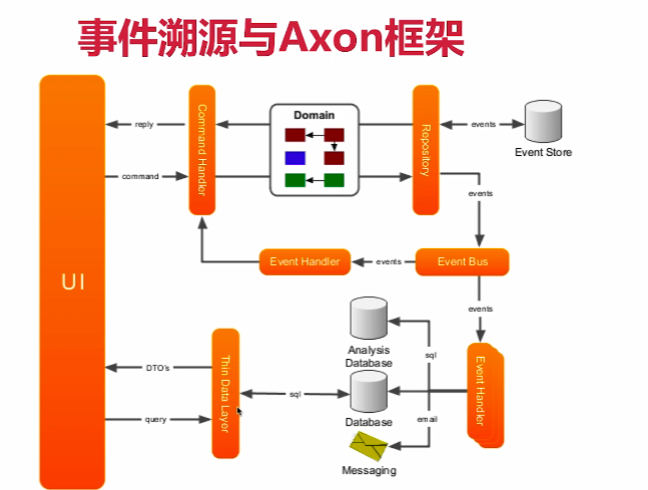 事件溯源与Axon框架
UI
reply
command
Command Handler
Domain
Repository
events
Event Store
events
Event Handler
events
Event Bus
events
DTO's
query
Thin Data Layer
sql
Analysis
Database
Database
Messaging
sql
email
Event Handler